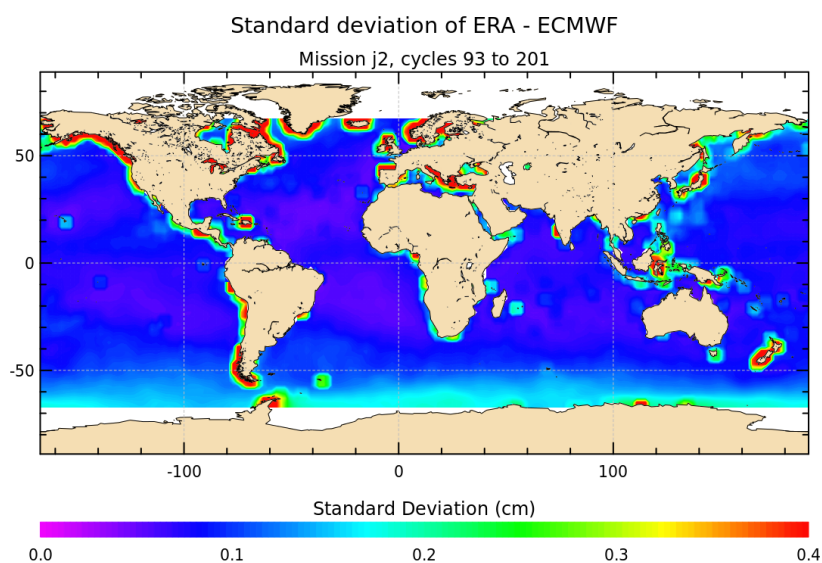 Standard deviation of ERA - ECMWF
Mission j2, cycles 93 to 201
50
0
-50
-100 0 100
Standard Deviation (cm)
0.0 0.1 0.2 0.3 0.4